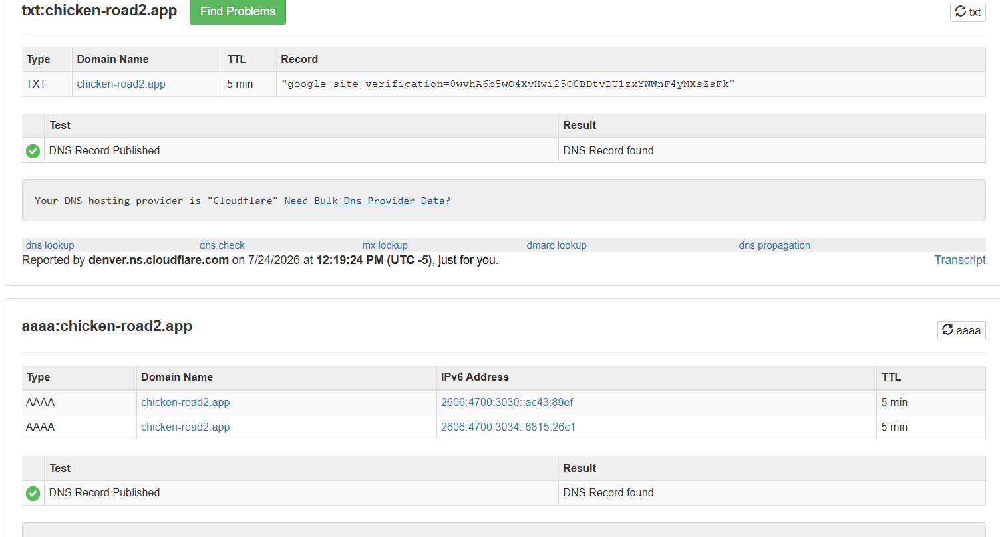 txt:chicken-road2.app Find Problems txt
Type Domain Name TTL Record
TXT chicken-road2.app 5 min "google-site-verification=0wvhA6b5wO4XvHwi25O0BDtvDU1zxYWWnF4yNXsZsFk"
Test Result
DNS Record Published DNS Record found
Your DNS hosting provider is "Cloudflare" Need Bulk Dns Provider Data?
dns lookup dns check mx lookup dmarc lookup dns propagation
Reported by denver.ns.cloudflare.com on 7/24/2026 at 12:19:24 PM (UTC -5), just for you. Transcript
aaaa:chicken-road2.app aaaa
Type Domain Name IPv6 Address TTL
AAAA chicken-road2.app 2606:4700:3030::ac43:89ef 5 min
AAAA chicken-road2.app 2606:4700:3034::6815:26c1 5 min
Test Result
DNS Record Published DNS Record found